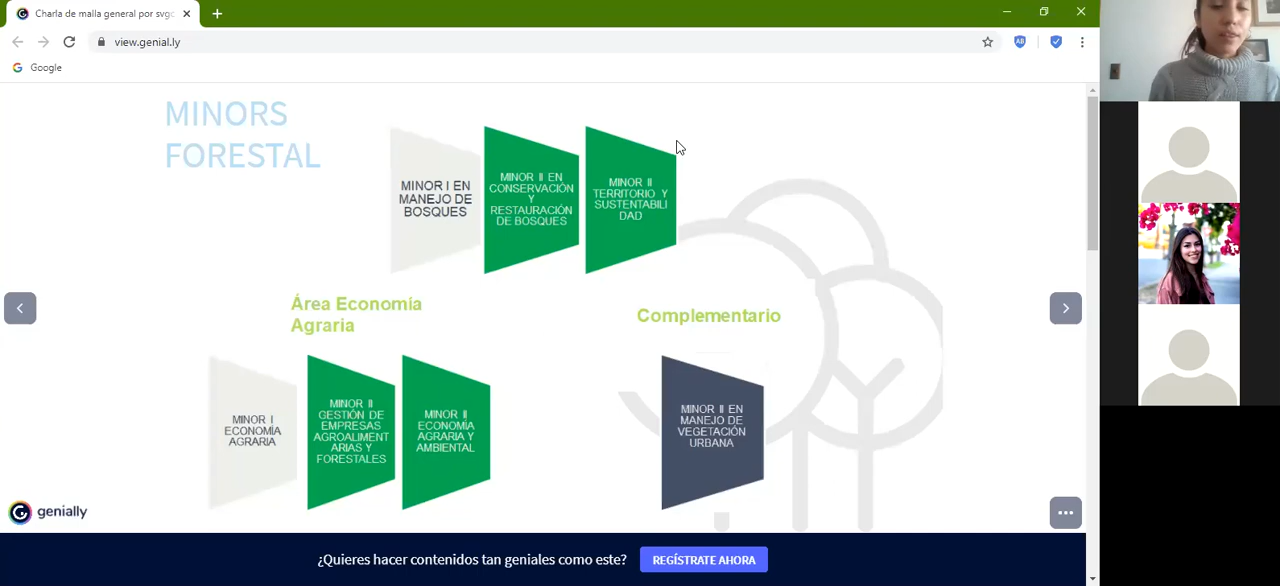 Charla de malla general por svgc
view.genial.ly
Google
MINORS
FORESTAL
MINOR I EN
MANEJO DE
BOSQUES
MINOR II EN
CONSERVACIÓN
Y
RESTAURACIÓN
DE BOSQUES
MINOR II
TERRITORIO Y
SUSTENTABILI
DAD
Área Economía
Agraria
Complementario
MINOR I
ECONOMÍA
AGRARIA
MINOR II
GESTIÓN DE
EMPRESAS
AGROALIMENT
ARIAS Y
FORESTALES
MINOR II
ECONOMÍA
AGRARIA Y
AMBIENTAL
MINOR II EN
MANEJO DE
VEGETACIÓN
URBANA
genially
¿Quieres hacer contenidos tan geniales como este?
REGÍSTRATE AHORA